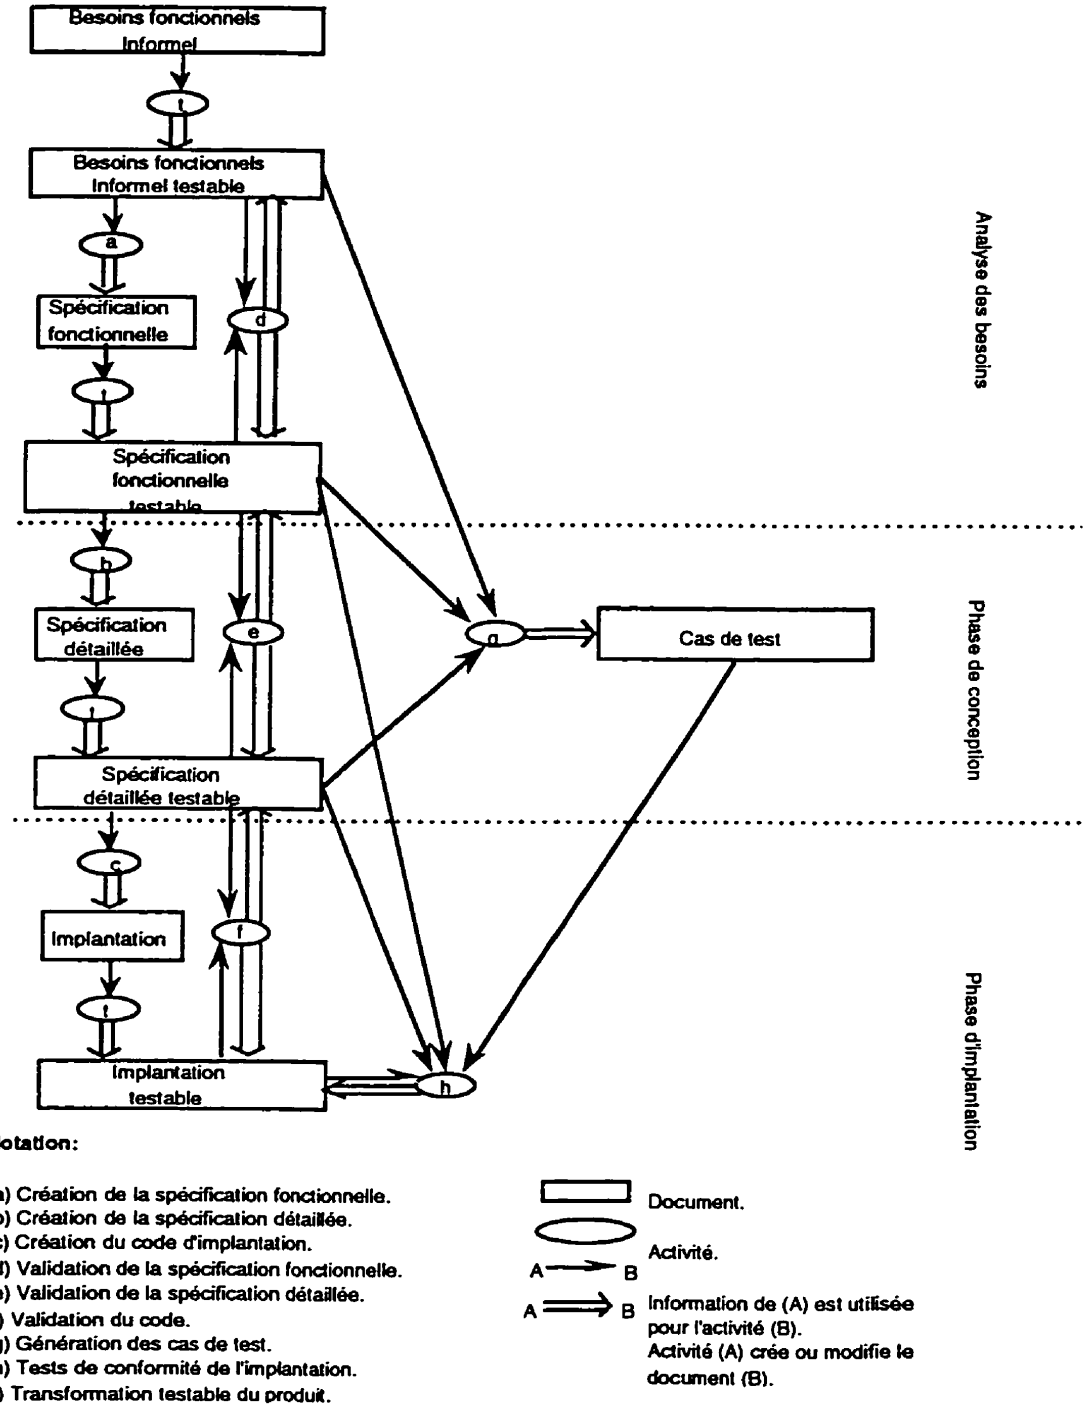 Besoins fonctionnels
Informel
t
Besoins fonctionnels
Informel testable
a
Spécification
fonctionnelle
d
Spécification
fonctionnelle
testable
b
Spécification
détaillée
e
g
Cas de test
Spécification
détaillée testable
c
Implantation
f
t
Implantation
testable
h
Analyse des besoins
Phase de conception
Phase d'implantation
otation:
a) Création de la spécification fonctionnelle.
b) Création de la spécification détaillée.
c) Création du code d'implantation.
d) Validation de la spécification fonctionnelle.
e) Validation de la spécification détaillée.
) Validation du code.
g) Génération des cas de test.
h) Tests de conformité de l'implantation.
) Transformation testable du produit.
Document.
Activité.
A B
A B Information de (A) est utilisée
pour l'activité (B).
Activité (A) crée ou modifie le
document (B).